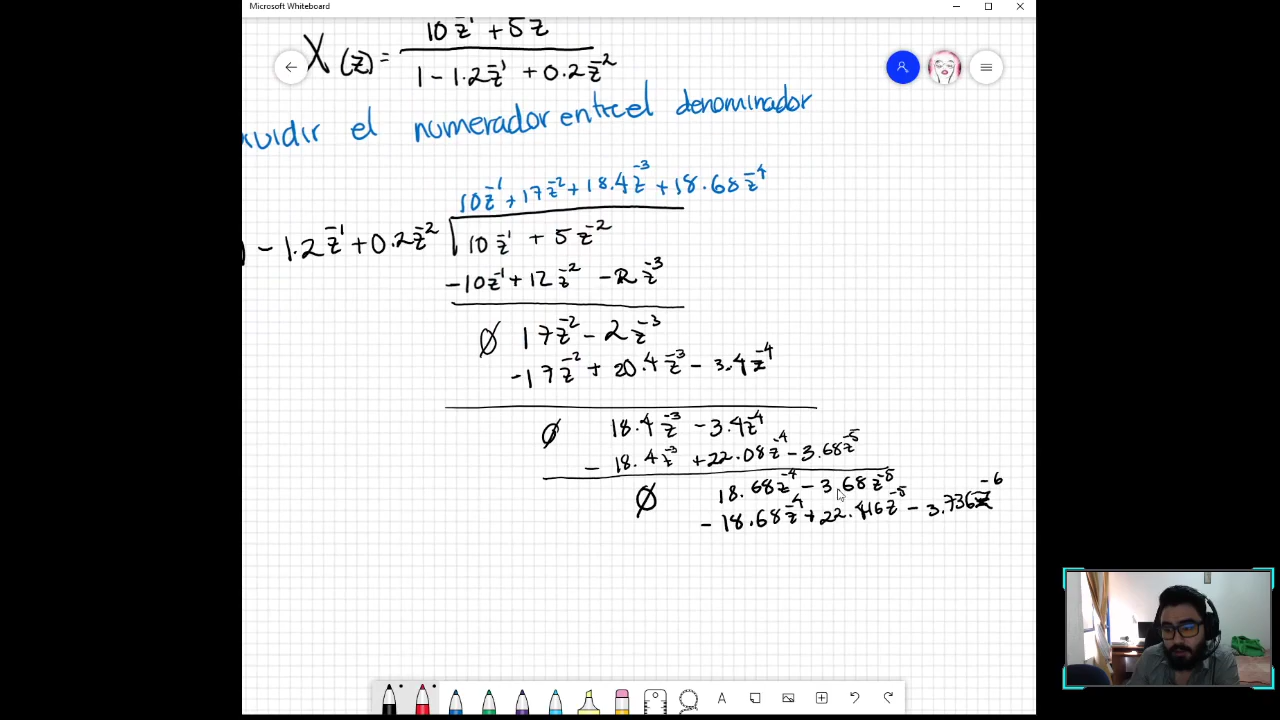 Microsoft Whiteboard
10z⁻¹ + 5z
X(z) = ―――――――――
1 - 1.2z⁻¹ + 0.2z⁻²
vidir el numerador entre el denominador
10z⁻¹ + 17z⁻² + 18.4z⁻³ + 18.68z⁻⁴
- 1.2z⁻¹ + 0.2z⁻² 10z⁻¹ + 5z⁻²
-10z⁻¹ + 12z⁻² - 2z⁻³
∅ 17z⁻² - 2z⁻³
-17z⁻² + 20.4z⁻³ - 3.4z⁻⁴
∅ 18.4z⁻³ - 3.4z⁻⁴
- 18.4z⁻³ + 22.08z⁻⁴ - 3.68z⁻⁵
∅ 18.68z⁻⁴ - 3.68z⁻⁵
- 18.68z⁻⁴ + 22.416z⁻⁵ - 3.736z⁻⁶